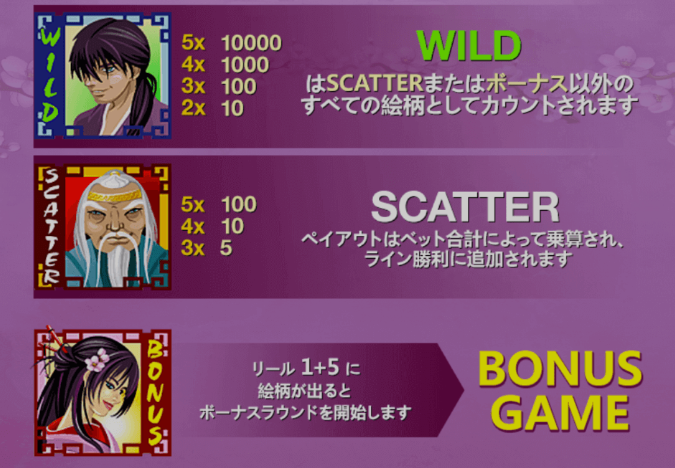 WILD
5x 10000
4x 1000
3x 100
2x 10
WILD
はSCATTERまたはボーナス以外の
すべての絵柄としてカウントされます
SCATTER
5x 100
4x 10
3x 5
SCATTER
ペイアウトはベット合計によって乗算され、
ライン勝利に追加されます
BONUS
リール 1+5 に
絵柄が出ると
ボーナスラウンドを開始します
BONUS
GAME